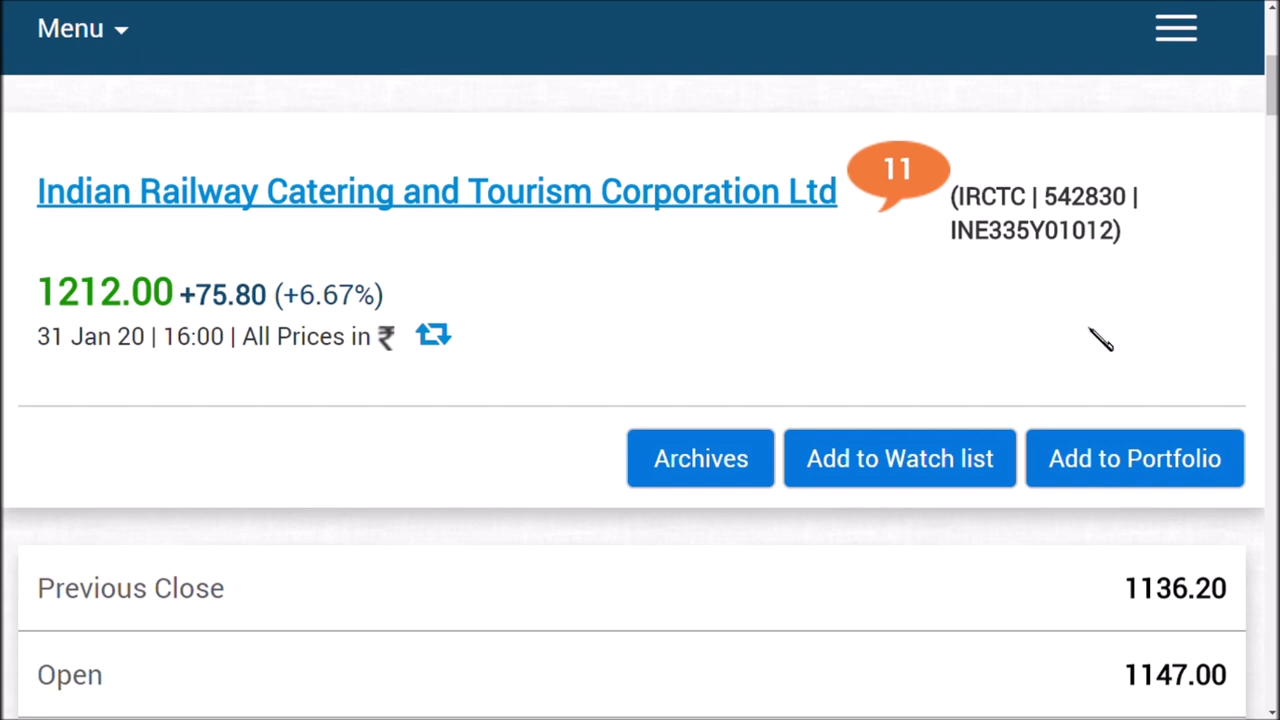 Menu
11
Indian Railway Catering and Tourism Corporation Ltd
(IRCTC | 542830 |
INE335Y01012)
1212.00 +75.80 (+6.67%)
31 Jan 20 | 16:00 | All Prices in ₹
Archives
Add to Watch list
Add to Portfolio
Previous Close 1136.20
Open 1147.00